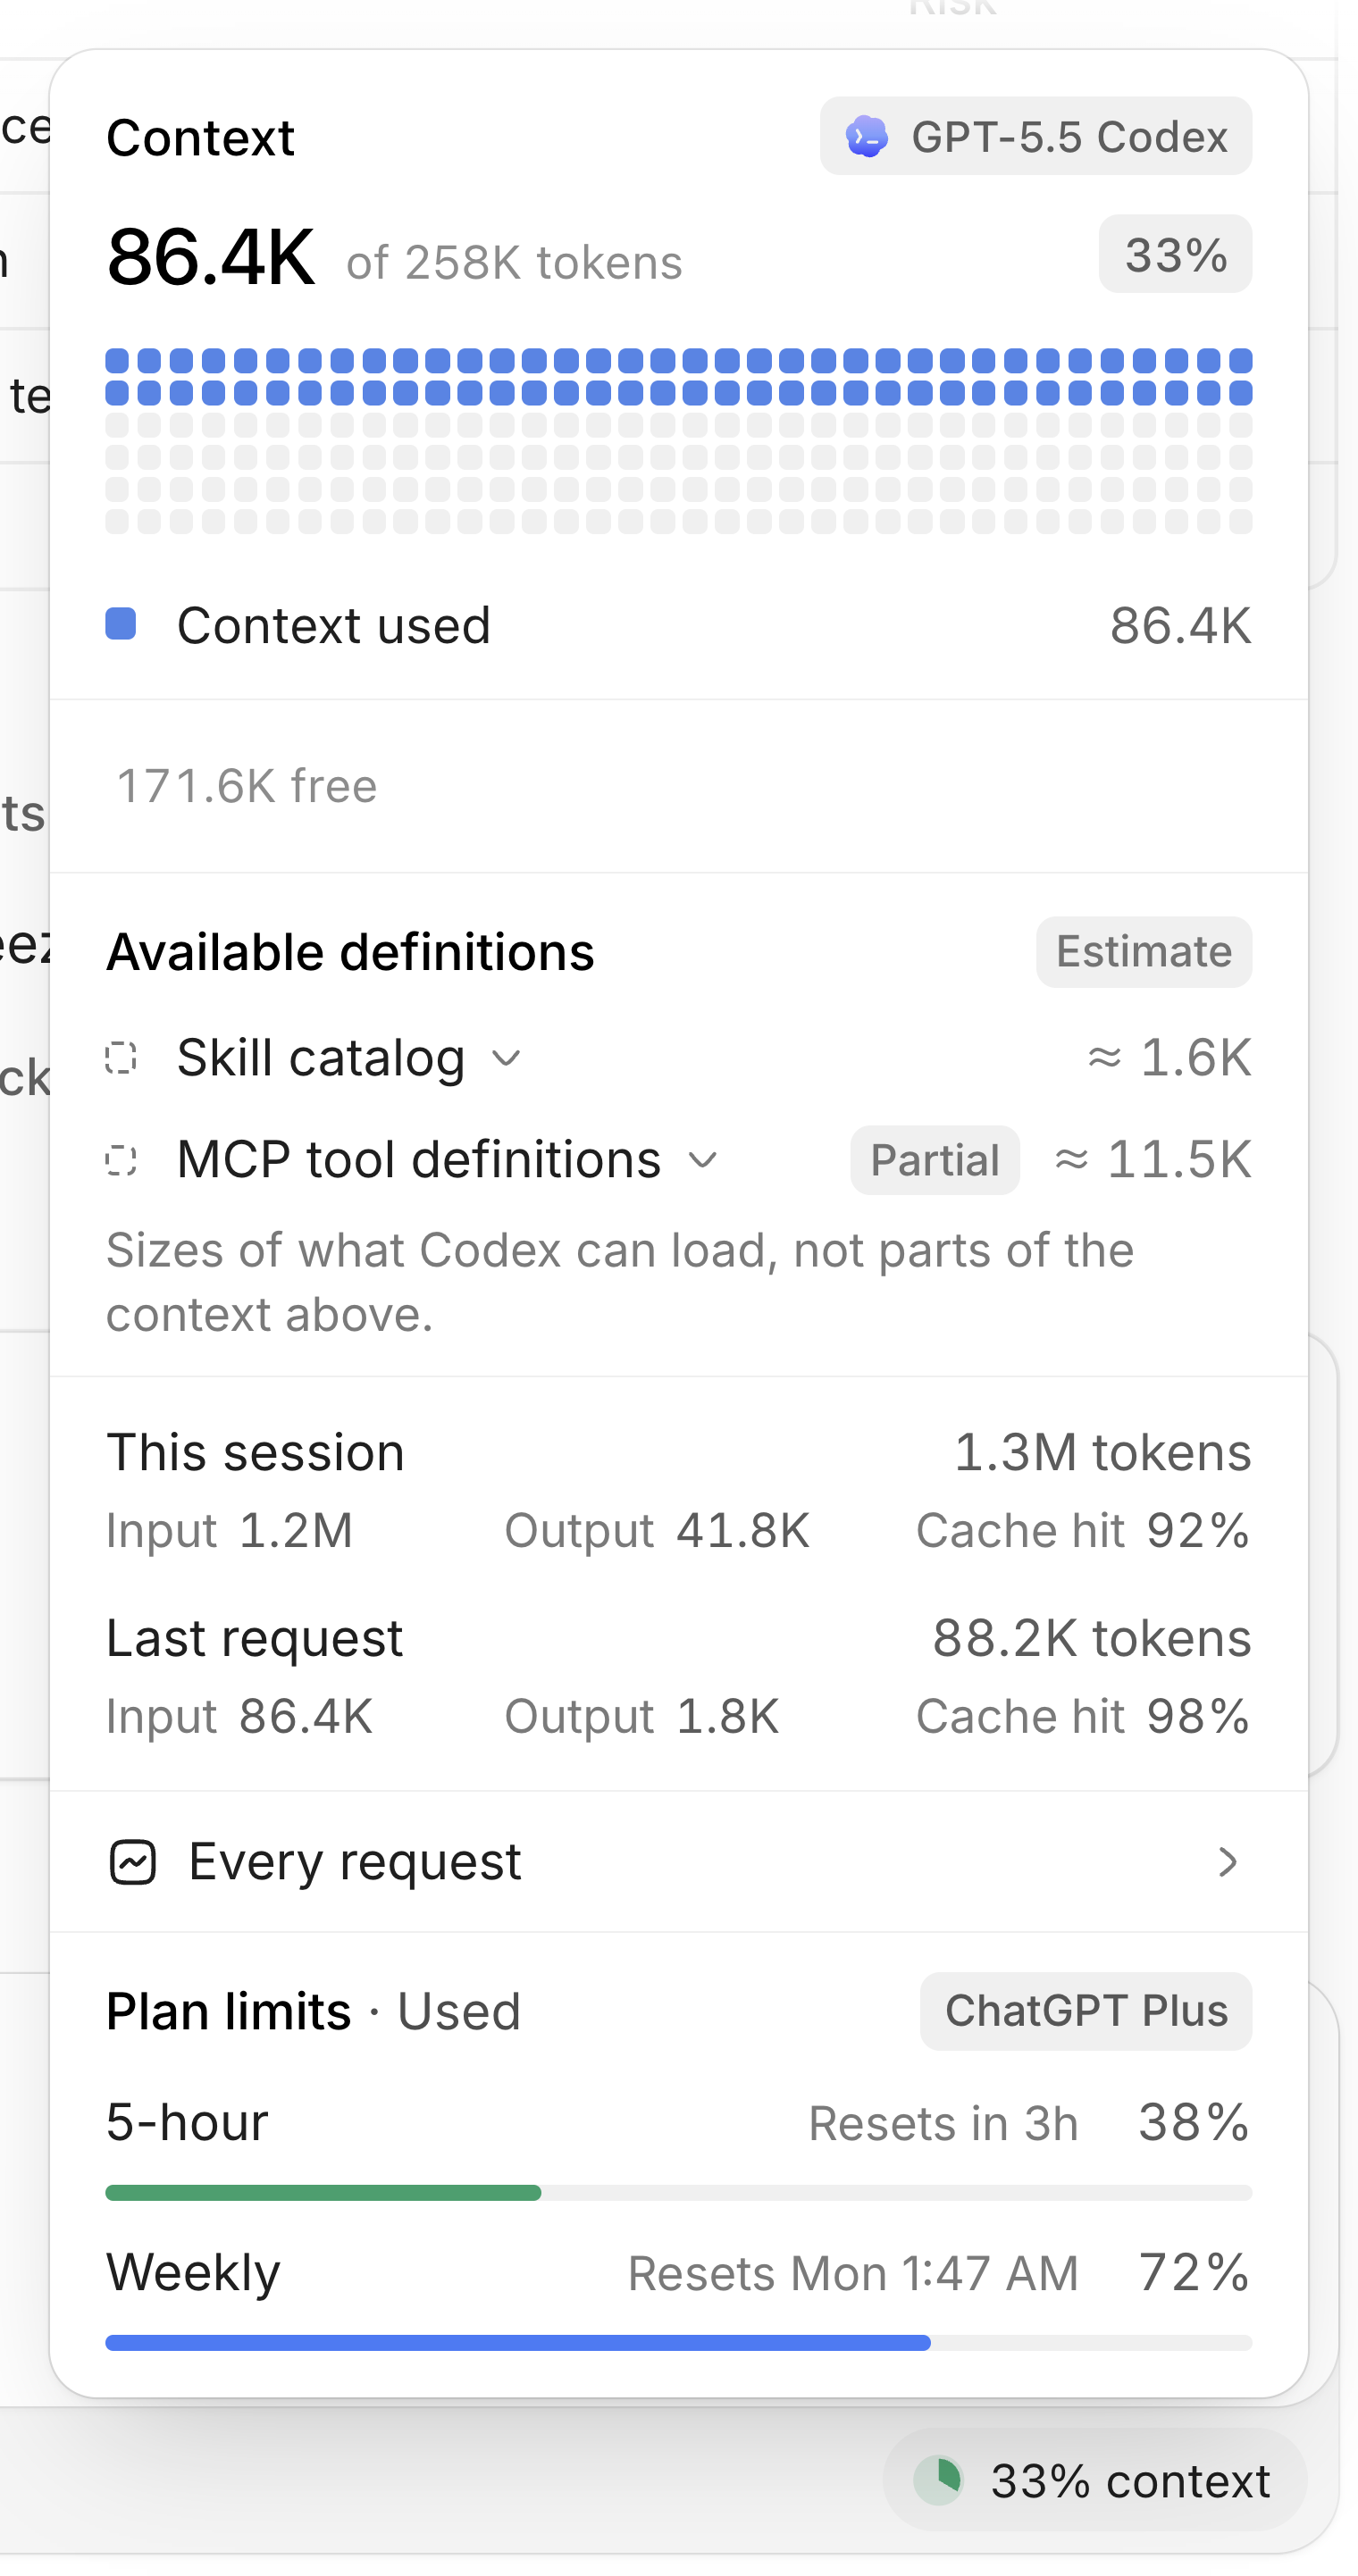 Risk
Context
GPT-5.5 Codex
86.4K of 258K tokens
33%
Context used 86.4K
171.6K free
Available definitions Estimate
Skill catalog ≈ 1.6K
MCP tool definitions Partial ≈ 11.5K
Sizes of what Codex can load, not parts of the
context above.
This session 1.3M tokens
Input 1.2M Output 41.8K Cache hit 92%
Last request 88.2K tokens
Input 86.4K Output 1.8K Cache hit 98%
Every request
Plan limits · Used ChatGPT Plus
5-hour Resets in 3h 38%
Weekly Resets Mon 1:47 AM 72%
33% context